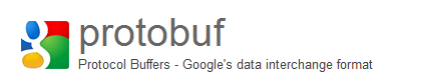 protobuf
Protocol Buffers - Google's data interchange format